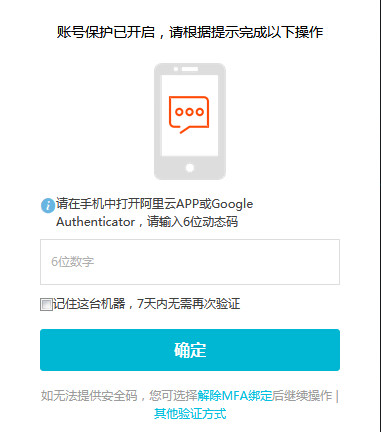 账号保护已开启，请根据提示完成以下操作
请在手机中打开阿里云APP或Google
Authenticator，请输入6位动态码
6位数字
记住这台机器，7天内无需再次验证
确定
如无法提供安全码，您可选择解除MFA绑定后继续操作 |
其他验证方式